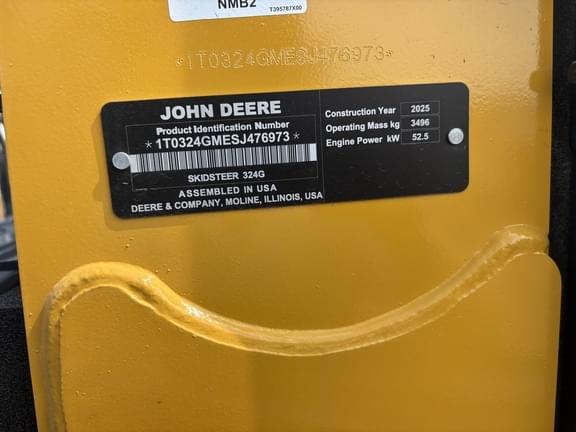 NMB2
T395787X00
*1T0324GMESJ476973*
JOHN DEERE
Product Identification Number
*1T0324GMESJ476973*
SKIDSTEER 324G
ASSEMBLED IN USA
DEERE & COMPANY, MOLINE, ILLINOIS, USA
Construction Year 2025
Operating Mass kg 3496
Engine Power kW 52.5